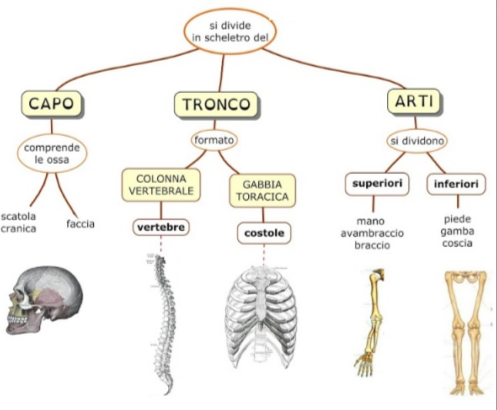 si divide
in scheletro del
CAPO
TRONCO
ARTI
comprende
le ossa
formato
si dividono
scatola
cranica
faccia
COLONNA
VERTEBRALE
GABBIA
TORACICA
vertebre
costole
superiori
inferiori
mano
avambraccio
braccio
piede
gamba
coscia